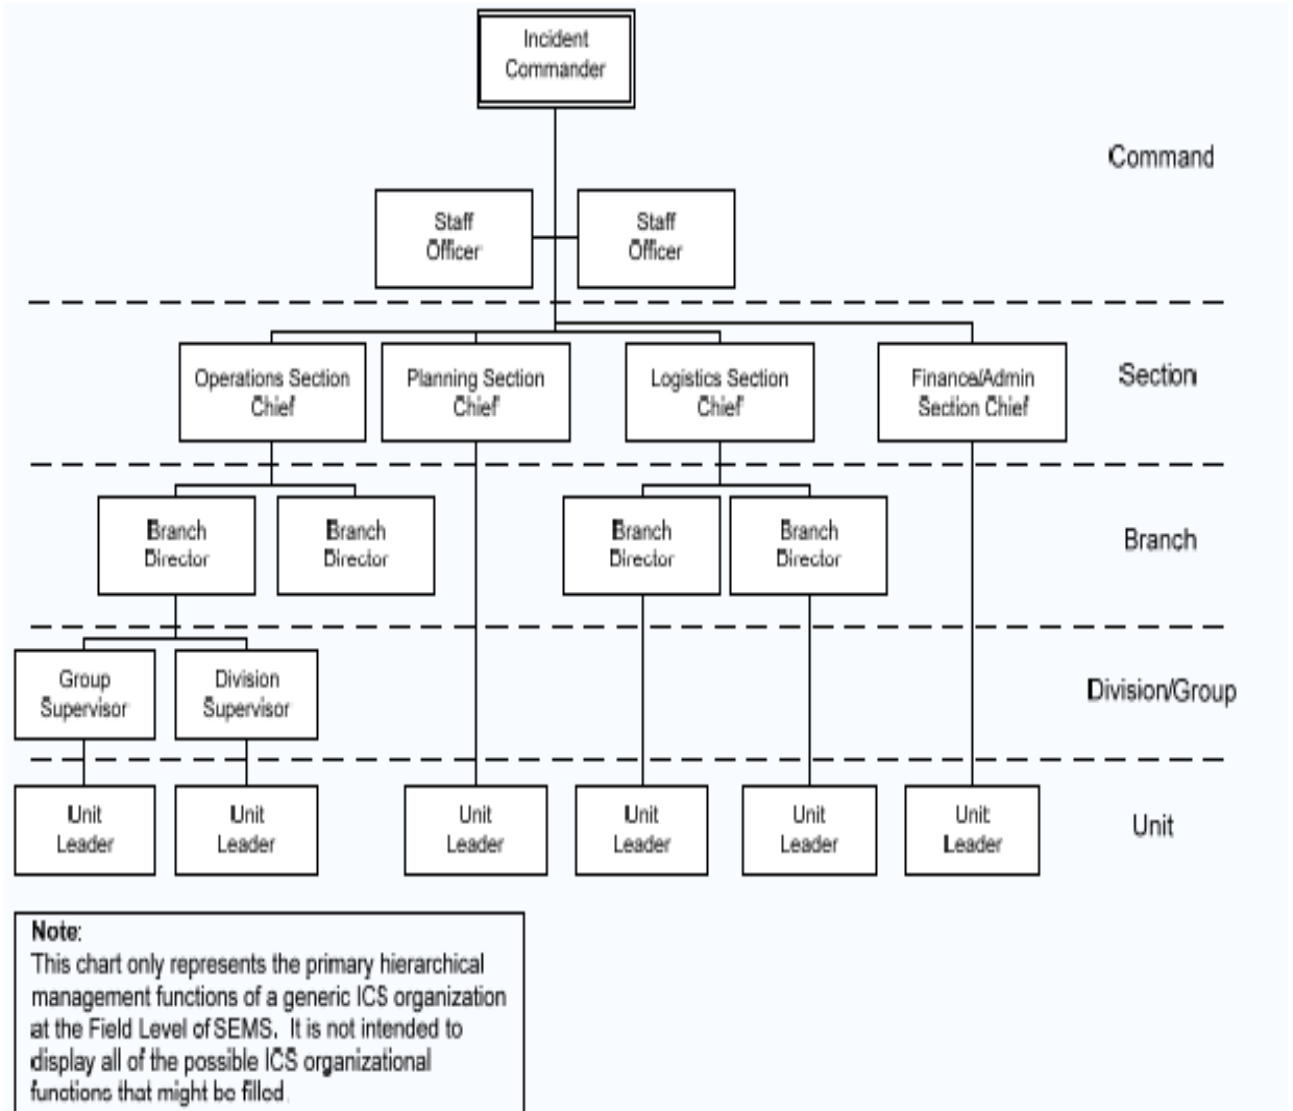 Incident
Commander
Command
Staff
Officer
Staff
Officer
Operations Section
Chief
Planning Section
Chief
Logistics Section
Chief
Finance/Admin
Section Chief
Section
Branch
Director
Branch
Director
Branch
Director
Branch
Director
Branch
Group
Supervisor
Division
Supervisor
Division/Group
Unit
Leader
Unit
Leader
Unit
Leader
Unit
Leader
Unit
Leader
Unit
Leader
Unit
Note:
This chart only represents the primary hierarchical
management functions of a generic ICS organization
at the Field Level of SEMS. It is not intended to
display all of the possible ICS organizational
functions that might be filled.